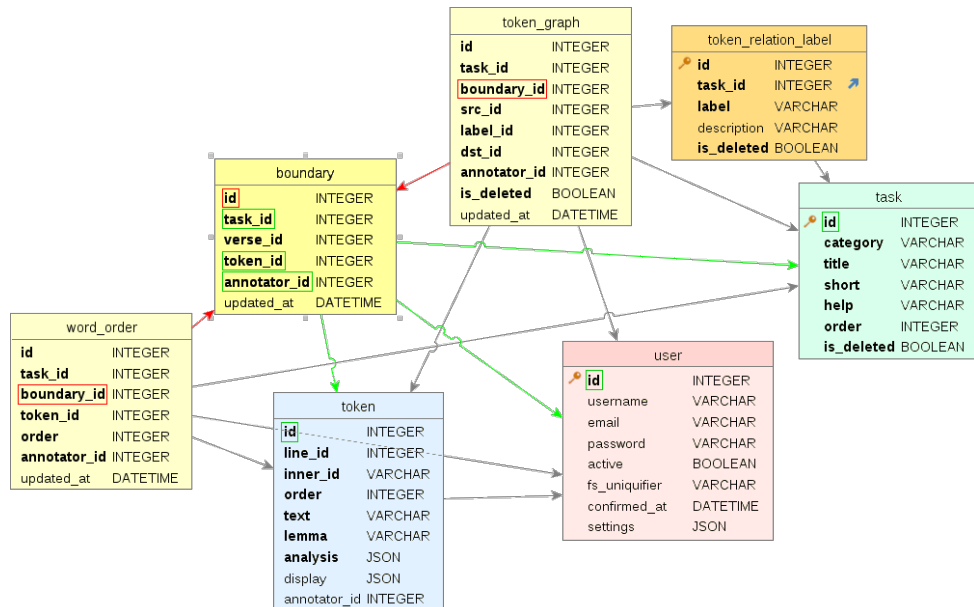 token_graph
id INTEGER
task_id INTEGER
boundary_id INTEGER
src_id INTEGER
label_id INTEGER
dst_id INTEGER
annotator_id INTEGER
is_deleted BOOLEAN
updated_at DATETIME
token_relation_label
id INTEGER
task_id INTEGER
label VARCHAR
description VARCHAR
is_deleted BOOLEAN
boundary
id INTEGER
task_id INTEGER
verse_id INTEGER
token_id INTEGER
annotator_id INTEGER
updated_at DATETIME
task
id INTEGER
category VARCHAR
title VARCHAR
short VARCHAR
help VARCHAR
order INTEGER
is_deleted BOOLEAN
word_order
id INTEGER
task_id INTEGER
boundary_id INTEGER
token_id INTEGER
order INTEGER
annotator_id INTEGER
updated_at DATETIME
token
id INTEGER
line_id INTEGER
inner_id VARCHAR
order INTEGER
text VARCHAR
lemma VARCHAR
analysis JSON
display JSON
annotator_id INTEGER
user
id INTEGER
username VARCHAR
email VARCHAR
password VARCHAR
active BOOLEAN
fs_uniquifier VARCHAR
confirmed_at DATETIME
settings JSON